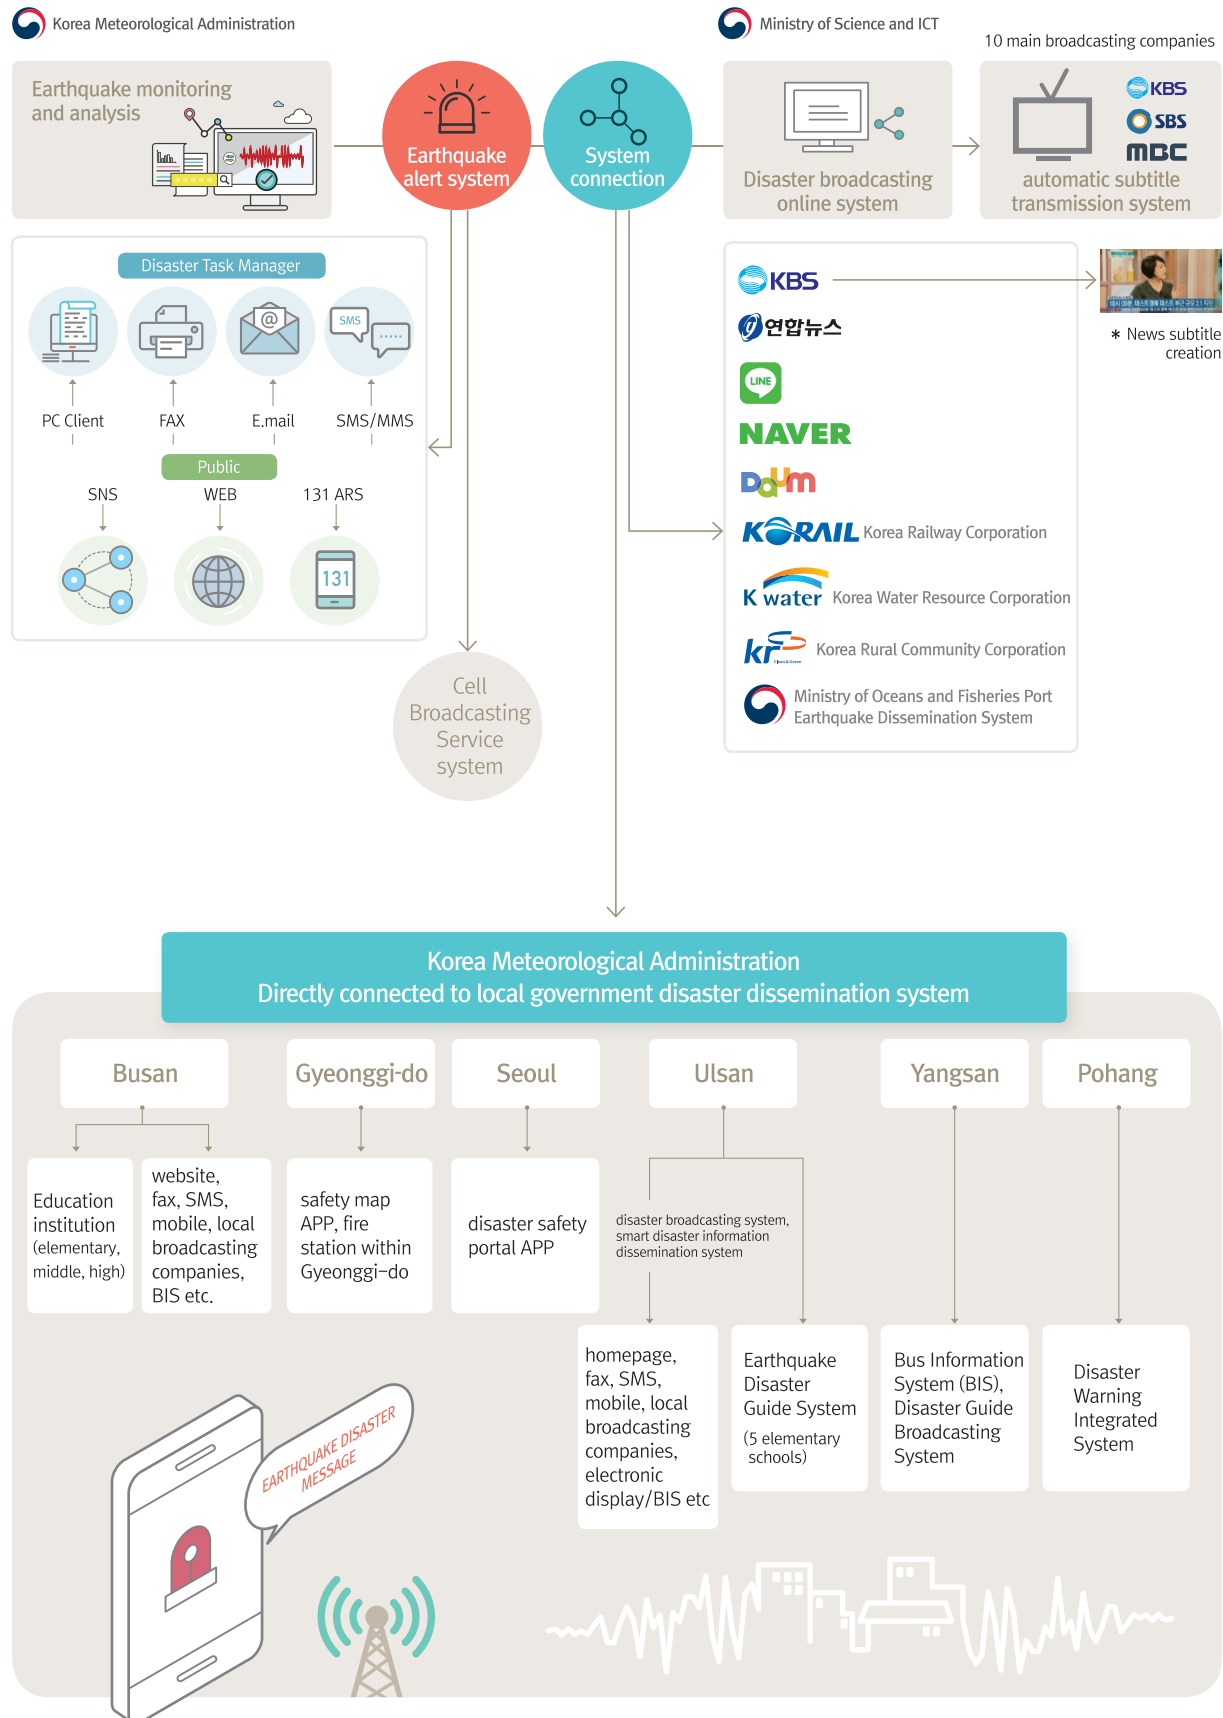 Korea Meteorological Administration
Ministry of Science and ICT
10 main broadcasting companies
Earthquake monitoring
and analysis
Earthquake
alert system
System
connection
Disaster broadcasting
online system
KBS
SBS
MBC
automatic subtitle
transmission system
Disaster Task Manager
@
SMS
PC Client
FAX
E.mail
SMS/MMS
Public
SNS
WEB
131 ARS
131
KBS
연합뉴스
LINE
NAVER
Daum
KORAIL Korea Railway Corporation
K water Korea Water Resource Corporation
kr Clean & Green Korea Rural Community Corporation
Ministry of Oceans and Fisheries Port
Earthquake Dissemination System
* News subtitle
creation
Cell
Broadcasting
Service
system
Korea Meteorological Administration
Directly connected to local government disaster dissemination system
Busan
Gyeonggi-do
Seoul
Ulsan
Yangsan
Pohang
Education
institution
(elementary,
middle, high)
website,
fax, SMS,
mobile, local
broadcasting
companies,
BIS etc.
safety map
APP, fire
station within
Gyeonggi-do
disaster safety
portal APP
disaster broadcasting system,
smart disaster information
dissemination system
homepage,
fax, SMS,
mobile, local
broadcasting
companies,
electronic
display/BIS etc
Earthquake
Disaster
Guide System
(5 elementary
schools)
Bus Information
System (BIS),
Disaster Guide
Broadcasting
System
Disaster
Warning
Integrated
System
EARTHQUAKE DISASTER
MESSAGE